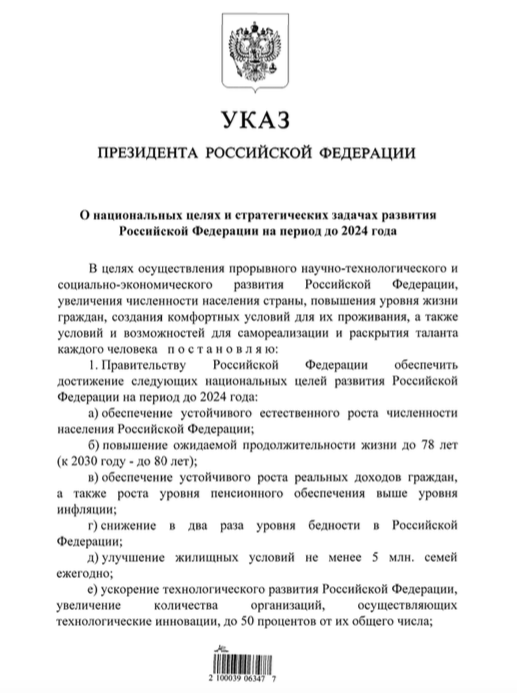 УКАЗ
ПРЕЗИДЕНТА РОССИЙСКОЙ ФЕДЕРАЦИИ
О национальных целях и стратегических задачах развития
Российской Федерации на период до 2024 года
В целях осуществления прорывного научно-технологического и
социально-экономического развития Российской Федерации,
увеличения численности населения страны, повышения уровня жизни
граждан, создания комфортных условий для их проживания, а также
условий и возможностей для самореализации и раскрытия таланта
каждого человека п о с т а н о в л я ю:
1. Правительству Российской Федерации обеспечить
достижение следующих национальных целей развития Российской
Федерации на период до 2024 года:
а) обеспечение устойчивого естественного роста численности
населения Российской Федерации;
б) повышение ожидаемой продолжительности жизни до 78 лет
(к 2030 году - до 80 лет);
в) обеспечение устойчивого роста реальных доходов граждан,
а также роста уровня пенсионного обеспечения выше уровня
инфляции;
г) снижение в два раза уровня бедности в Российской
Федерации;
д) улучшение жилищных условий не менее 5 млн. семей
ежегодно;
е) ускорение технологического развития Российской Федерации,
увеличение количества организаций, осуществляющих
технологические инновации, до 50 процентов от их общего числа;
2 100039 06347 7